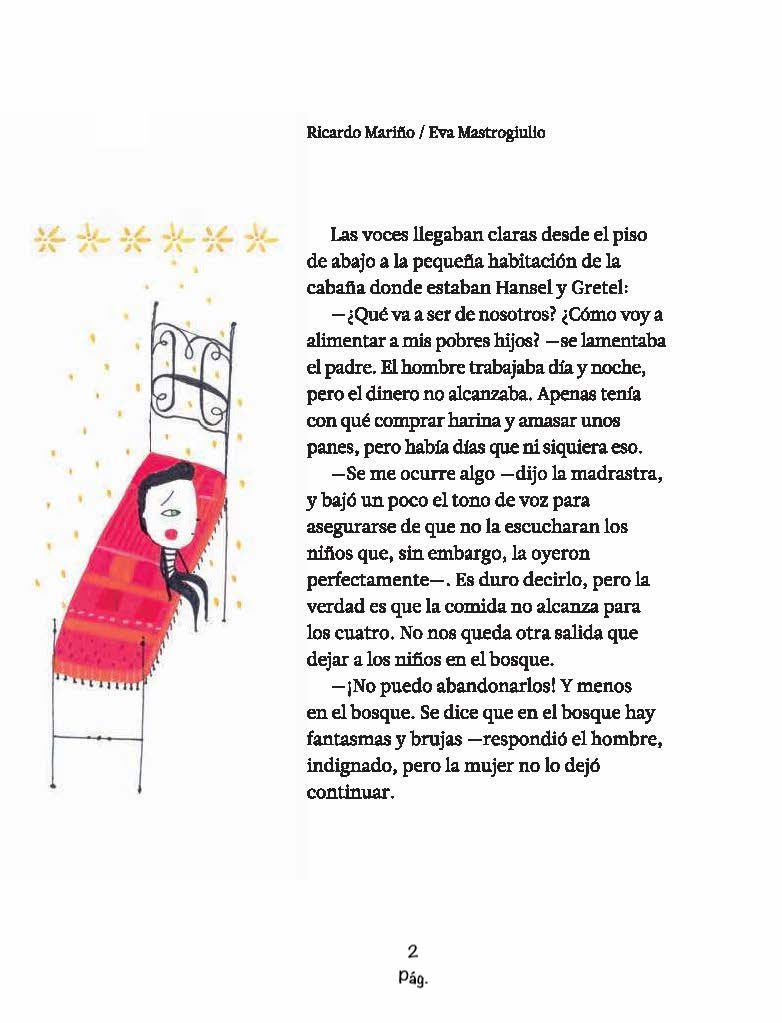 Ricardo Mariño / Eva Mastrogiulio
Las voces llegaban claras desde el piso
de abajo a la pequeña habitación de la
cabaña donde estaban Hansel y Gretel:
—¿Qué va a ser de nosotros? ¿Cómo voy a
alimentar a mis pobres hijos? —se lamentaba
el padre. El hombre trabajaba día y noche,
pero el dinero no alcanzaba. Apenas tenía
con qué comprar harina y amasar unos
panes, pero había días que ni siquiera eso.
—Se me ocurre algo —dijo la madrastra,
y bajó un poco el tono de voz para
asegurarse de que no la escucharan los
niños que, sin embargo, la oyeron
perfectamente—. Es duro decirlo, pero la
verdad es que la comida no alcanza para
los cuatro. No nos queda otra salida que
dejar a los niños en el bosque.
—¡No puedo abandonarlos! Y menos
en el bosque. Se dice que en el bosque hay
fantasmas y brujas —respondió el hombre,
indignado, pero la mujer no lo dejó
continuar.
2
Pág.